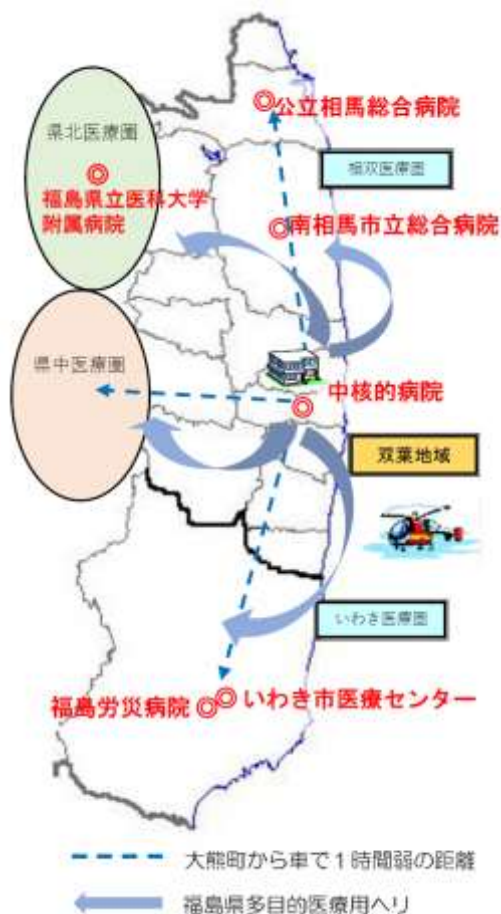 公立相馬総合病院
県北医療圏
相双医療圏
福島県立医科大学
附属病院
南相馬市立総合病院
県中医療圏
中核的病院
双葉地域
いわき医療圏
福島労災病院
いわき市医療センター
大熊町から車で1時間弱の距離
福島県多目的医療用ヘリ